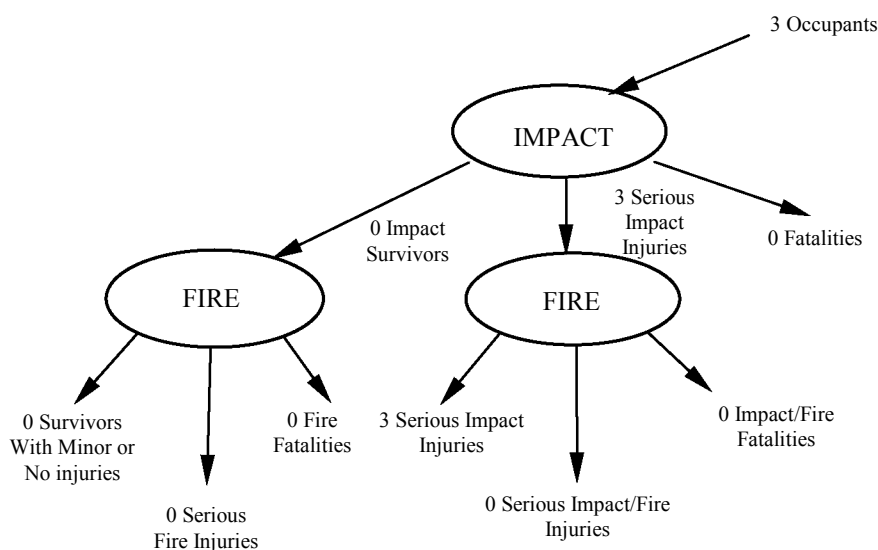 3 Occupants
IMPACT
0 Impact
Survivors
3 Serious
Impact
Injuries
0 Fatalities
FIRE
FIRE
0 Survivors
With Minor or
No injuries
0 Serious
Fire Injuries
0 Fire
Fatalities
3 Serious Impact
Injuries
0 Serious Impact/Fire
Injuries
0 Impact/Fire
Fatalities